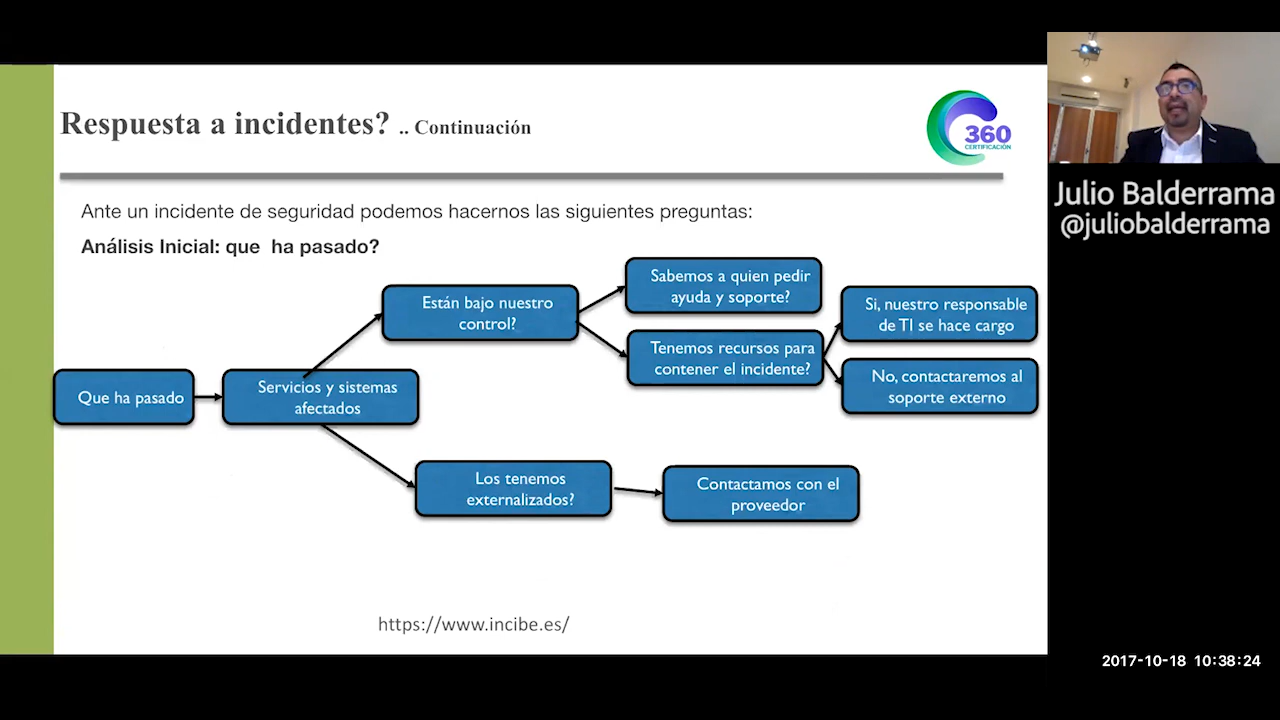 Respuesta a incidentes? .. Continuación
360
CERTIFICACIÓN
Ante un incidente de seguridad podemos hacernos las siguientes preguntas:
Análisis Inicial: que ha pasado?
Que ha pasado
Servicios y sistemas
afectados
Están bajo nuestro
control?
Sabemos a quien pedir
ayuda y soporte?
Tenemos recursos para
contener el incidente?
Si, nuestro responsable
de TI se hace cargo
No, contactaremos al
soporte externo
Los tenemos
externalizados?
Contactamos con el
proveedor
https://www.incibe.es/
Julio Balderrama
@juliobalderrama
2017-10-18 10:38:24